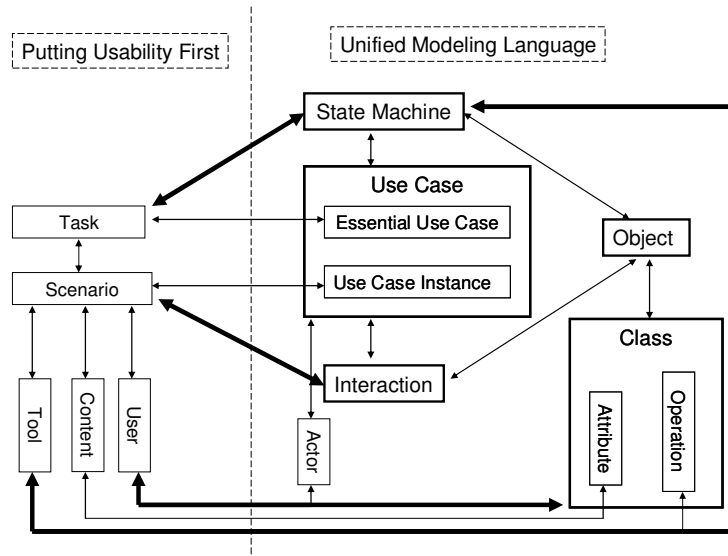 Putting Usability First
Unified Modeling Language
State Machine
Use Case
Essential Use Case
Use Case Instance
Task
Scenario
Object
Class
Interaction
Tool
Content
User
Actor
Attribute
Operation